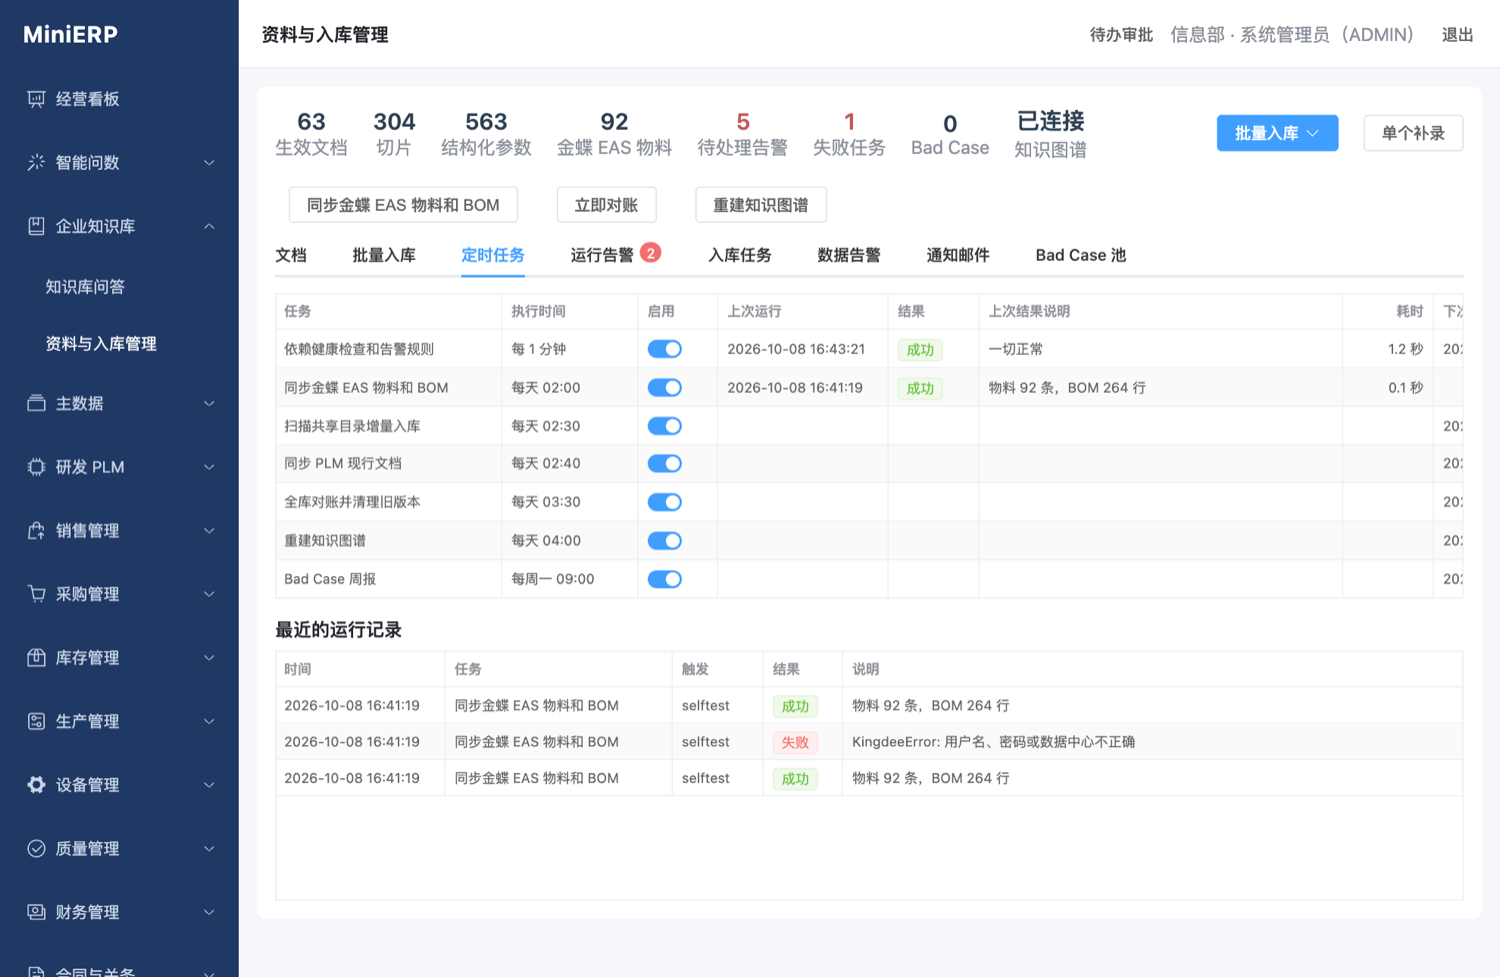 MiniERP
资料与入库管理
待办审批 信息部 · 系统管理员（ADMIN） 退出
经营看板
智能问数
企业知识库
知识库问答
资料与入库管理
主数据
研发 PLM
销售管理
采购管理
库存管理
生产管理
设备管理
质量管理
财务管理
63 304 563 92 5 1 0 已连接
生效文档 切片 结构化参数 金蝶 EAS 物料 待处理告警 失败任务 Bad Case 知识图谱
批量入库 单个补录
同步金蝶 EAS 物料和 BOM 立即对账 重建知识图谱
文档 批量入库 定时任务 运行告警 2 入库任务 数据告警 通知邮件 Bad Case 池
任务 执行时间 启用 上次运行 结果 上次结果说明 耗时 下
依赖健康检查和告警规则 每 1 分钟 2026-10-08 16:43:21 成功 一切正常 1.2 秒 20
同步金蝶 EAS 物料和 BOM 每天 02:00 2026-10-08 16:41:19 成功 物料 92 条，BOM 264 行 0.1 秒
扫描共享目录增量入库 每天 02:30 20
同步 PLM 现行文档 每天 02:40 20
全库对账并清理旧版本 每天 03:30 20
重建知识图谱 每天 04:00 20
Bad Case 周报 每周一 09:00 20
最近的运行记录
时间 任务 触发 结果 说明
2026-10-08 16:41:19 同步金蝶 EAS 物料和 BOM selftest 成功 物料 92 条，BOM 264 行
2026-10-08 16:41:19 同步金蝶 EAS 物料和 BOM selftest 失败 KingdeeError: 用户名、密码或数据中心不正确
2026-10-08 16:41:19 同步金蝶 EAS 物料和 BOM selftest 成功 物料 92 条，BOM 264 行